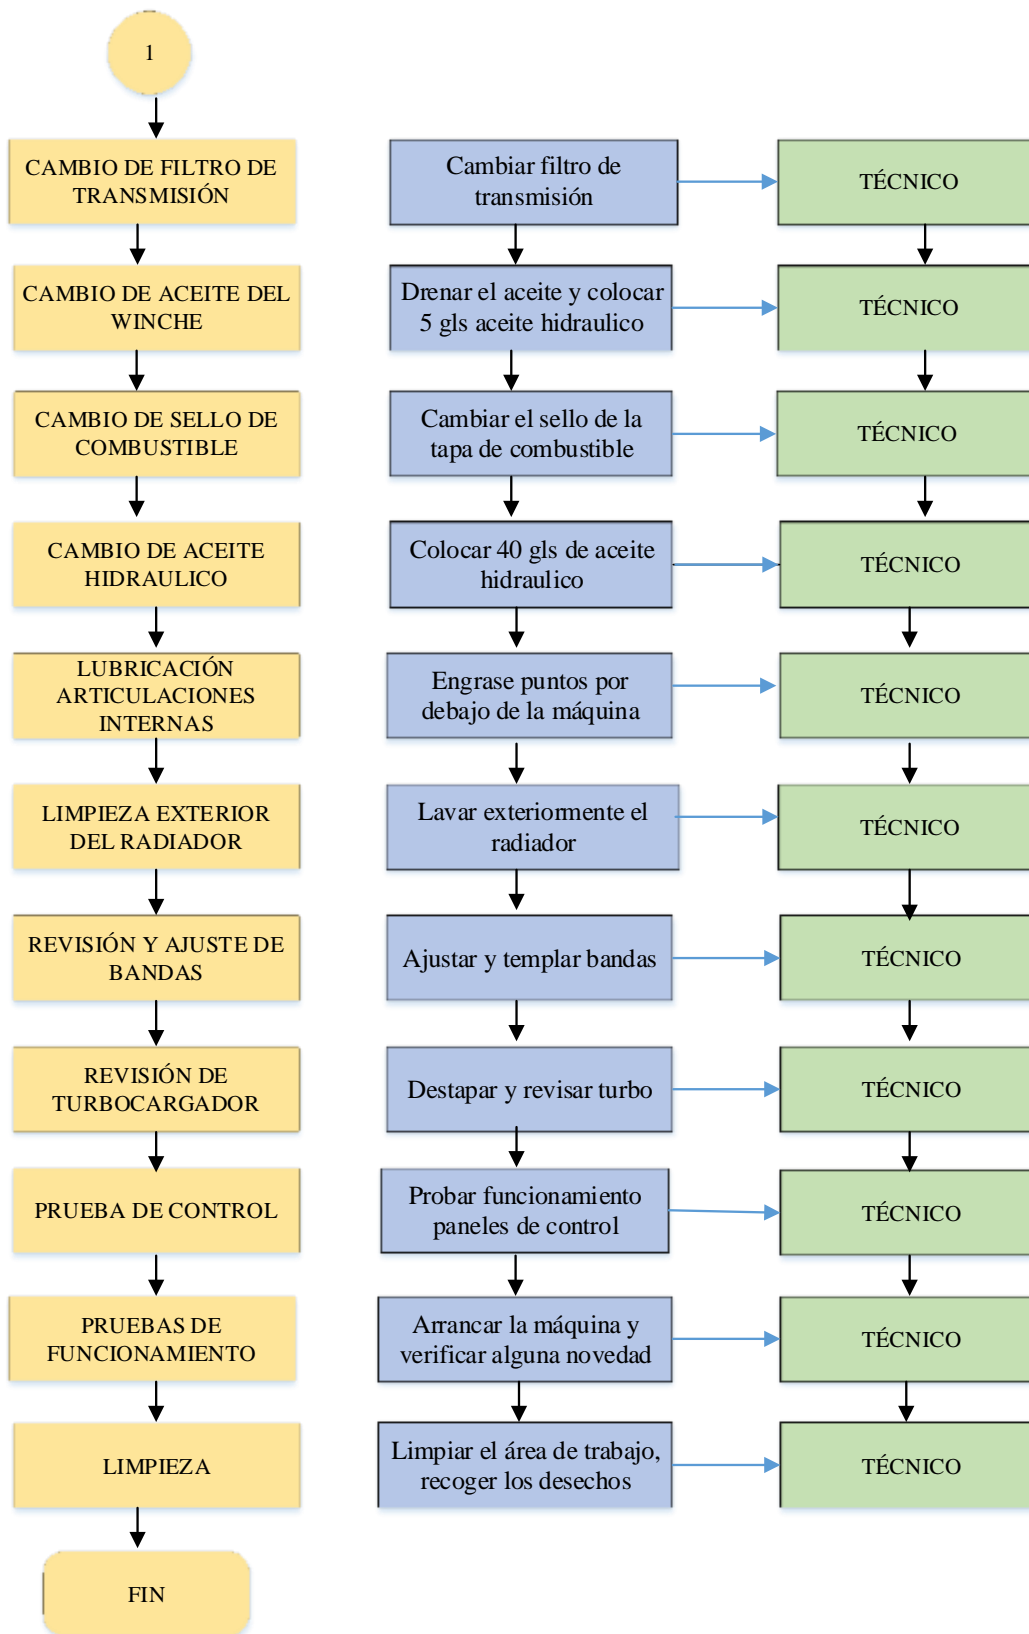 1
CAMBIO DE FILTRO DE
TRANSMISIÓN
Cambiar filtro de
transmisión
TÉCNICO
CAMBIO DE ACEITE DEL
WINCHE
Drenar el aceite y colocar
5 gls aceite hidraulico
TÉCNICO
CAMBIO DE SELLO DE
COMBUSTIBLE
Cambiar el sello de la
tapa de combustible
TÉCNICO
CAMBIO DE ACEITE
HIDRAULICO
Colocar 40 gls de aceite
hidraulico
TÉCNICO
LUBRICACIÓN
ARTICULACIONES
INTERNAS
Engrase puntos por
debajo de la máquina
TÉCNICO
LIMPIEZA EXTERIOR
DEL RADIADOR
Lavar exteriormente el
radiador
TÉCNICO
REVISIÓN Y AJUSTE DE
BANDAS
Ajustar y templar bandas
TÉCNICO
REVISIÓN DE
TURBOCARGADOR
Destapar y revisar turbo
TÉCNICO
PRUEBA DE CONTROL
Probar funcionamiento
paneles de control
TÉCNICO
PRUEBAS DE
FUNCIONAMIENTO
Arrancar la máquina y
verificar alguna novedad
TÉCNICO
LIMPIEZA
Limpiar el área de trabajo,
recoger los desechos
TÉCNICO
FIN